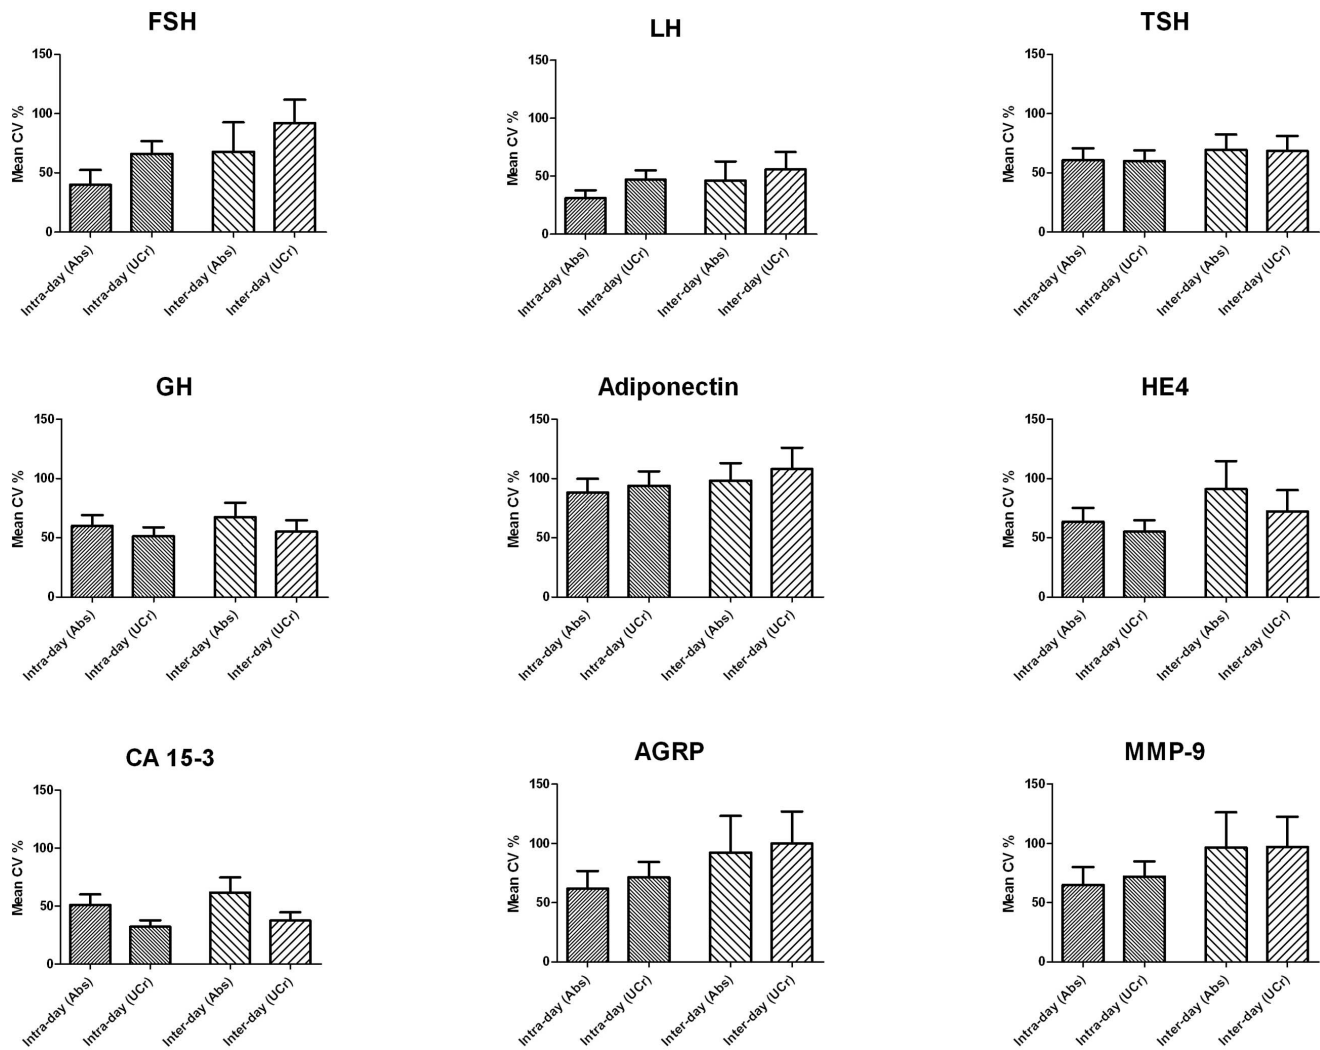 FSH
LH
TSH
150
100
50
0
Mean CV %
Intra-day (Abs)
Intra-day (UCr)
Inter-day (Abs)
Inter-day (UCr)
150
100
50
0
Mean CV %
Intra-day (Abs)
Intra-day (UCr)
Inter-day (Abs)
Inter-day (UCr)
150
100
50
0
Mean CV %
Intra-day (Abs)
Intra-day (UCr)
Inter-day (Abs)
Inter-day (UCr)
GH
Adiponectin
HE4
150
100
50
0
Mean CV %
Intra-day (Abs)
Intra-day (UCr)
Inter-day (Abs)
Inter-day (UCr)
150
100
50
0
Mean CV %
Intra-day (Abs)
Intra-day (UCr)
Inter-day (Abs)
Inter-day (UCr)
150
100
50
0
Mean CV %
Intra-day (Abs)
Intra-day (UCr)
Inter-day (Abs)
Inter-day (UCr)
CA 15-3
AGRP
MMP-9
150
100
50
0
Mean CV %
Intra-day (Abs)
Intra-day (UCr)
Inter-day (Abs)
Inter-day (UCr)
150
100
50
0
Mean CV %
Intra-day (Abs)
Intra-day (UCr)
Inter-day (Abs)
Inter-day (UCr)
150
100
50
0
Mean CV %
Intra-day (Abs)
Intra-day (UCr)
Inter-day (Abs)
Inter-day (UCr)